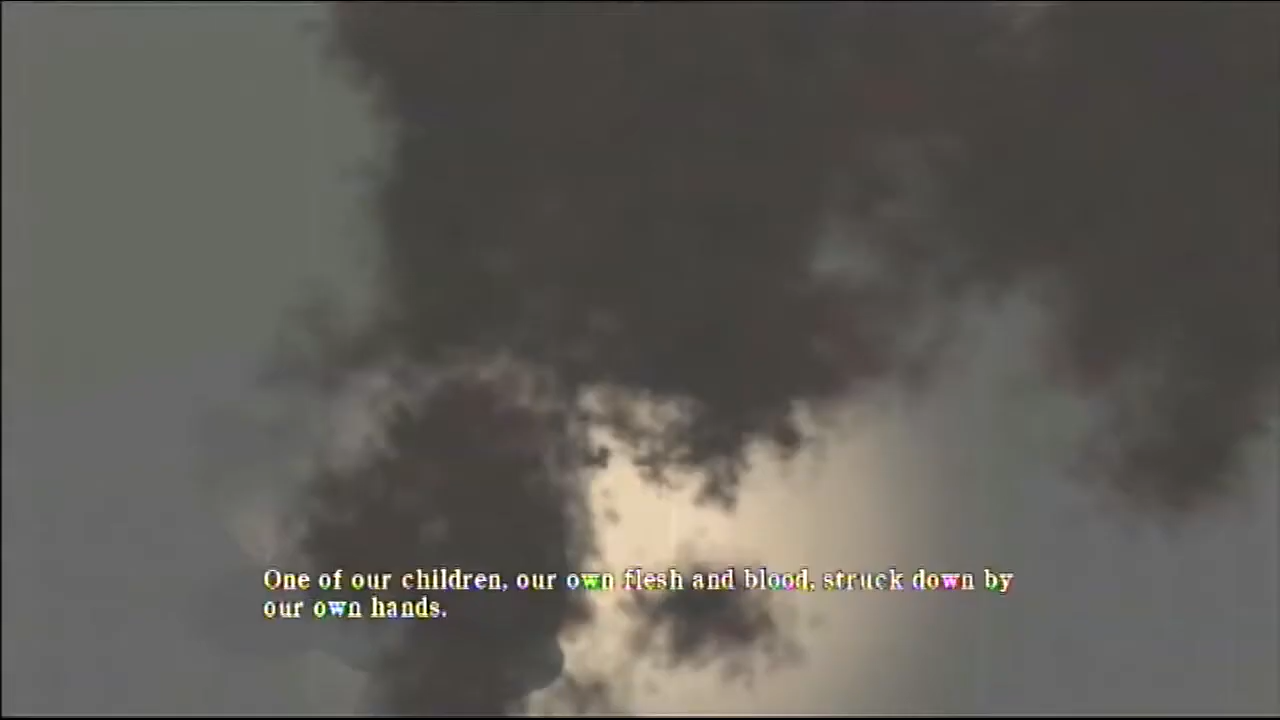 One of our children, our own flesh and blood, struck down by
our own hands.